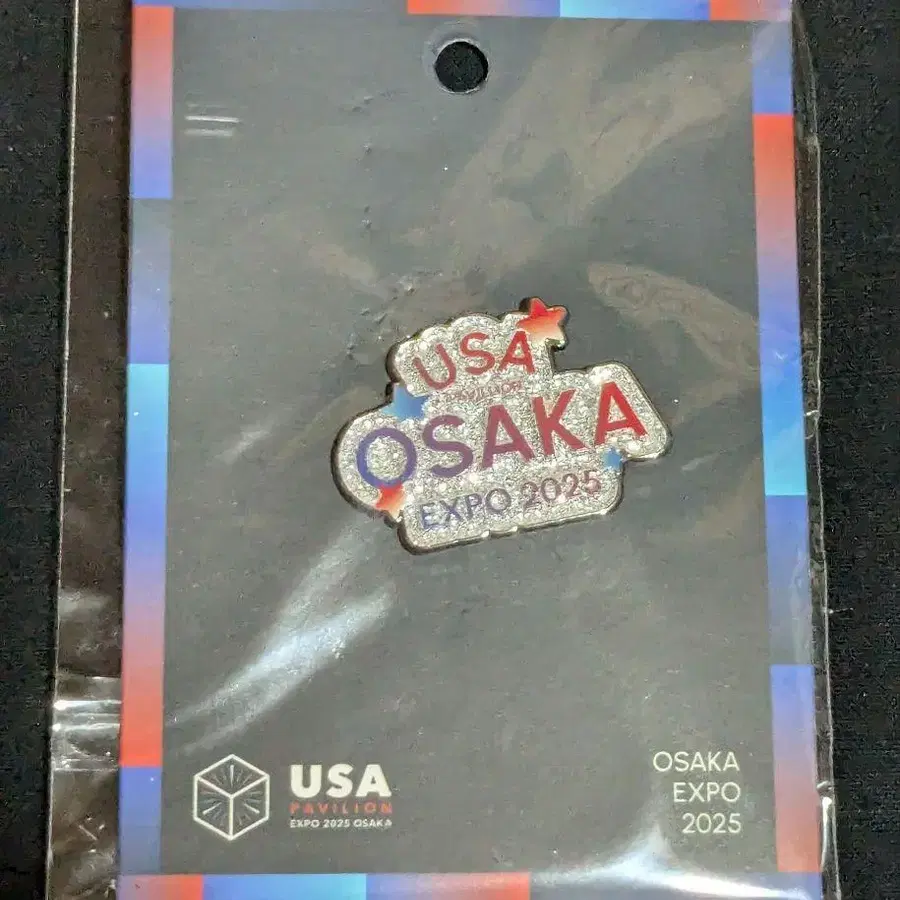 USA
PAVILION
OSAKA
EXPO 2025
USA
PAVILION
EXPO 2025 OSAKA
OSAKA
EXPO
2025